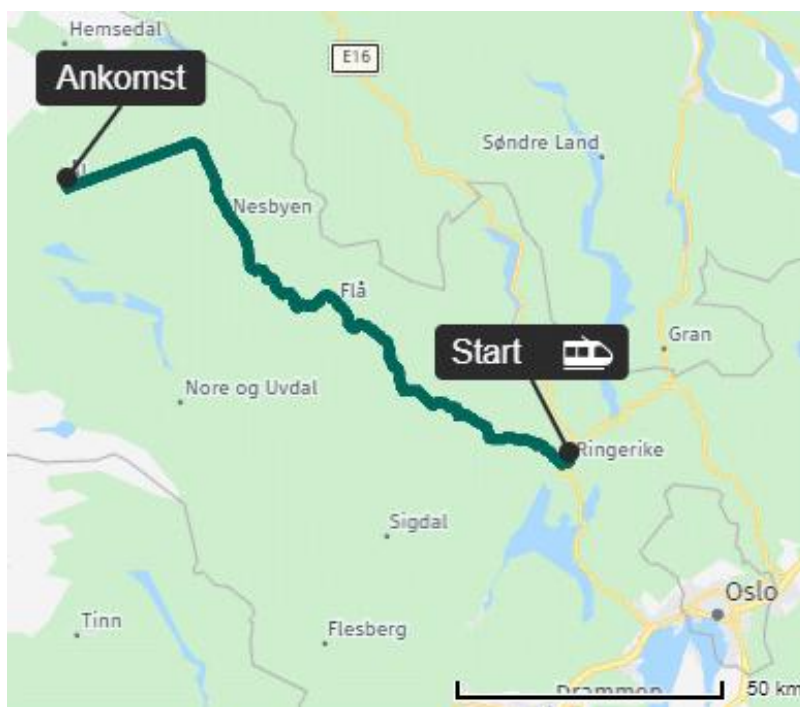 Hemsedal
E16
Ankomst
Søndre Land
Nesbyen
Flå
Start
Gran
Nore og Uvdal
Ringerike
Sigdal
Oslo
Tinn
Flesberg
50 km
Drammen